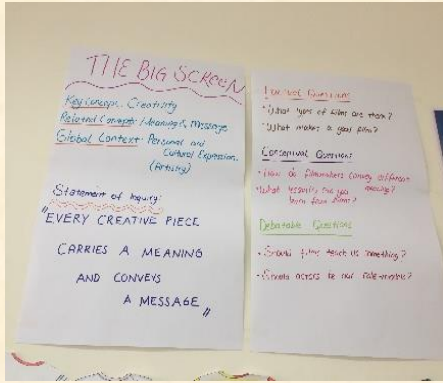 THE BIG SCREEN
Key concept: Creativity
Related Concepts: Meaning & Message
Global Context: Personal and
Cultural Expression
(Artistry)
Statement of Inquiry:
"EVERY CREATIVE PIECE
CARRIES A MEANING
AND CONVEYS
A MESSAGE"
Factual Questions
• What types of films are there?
• What makes a good film?
Conceptual Questions
• How do filmmakers convey different
message?
• What lessons can you
learn from films?
Debatable Questions
• Should films teach us something?
• Should actors be our role-models?